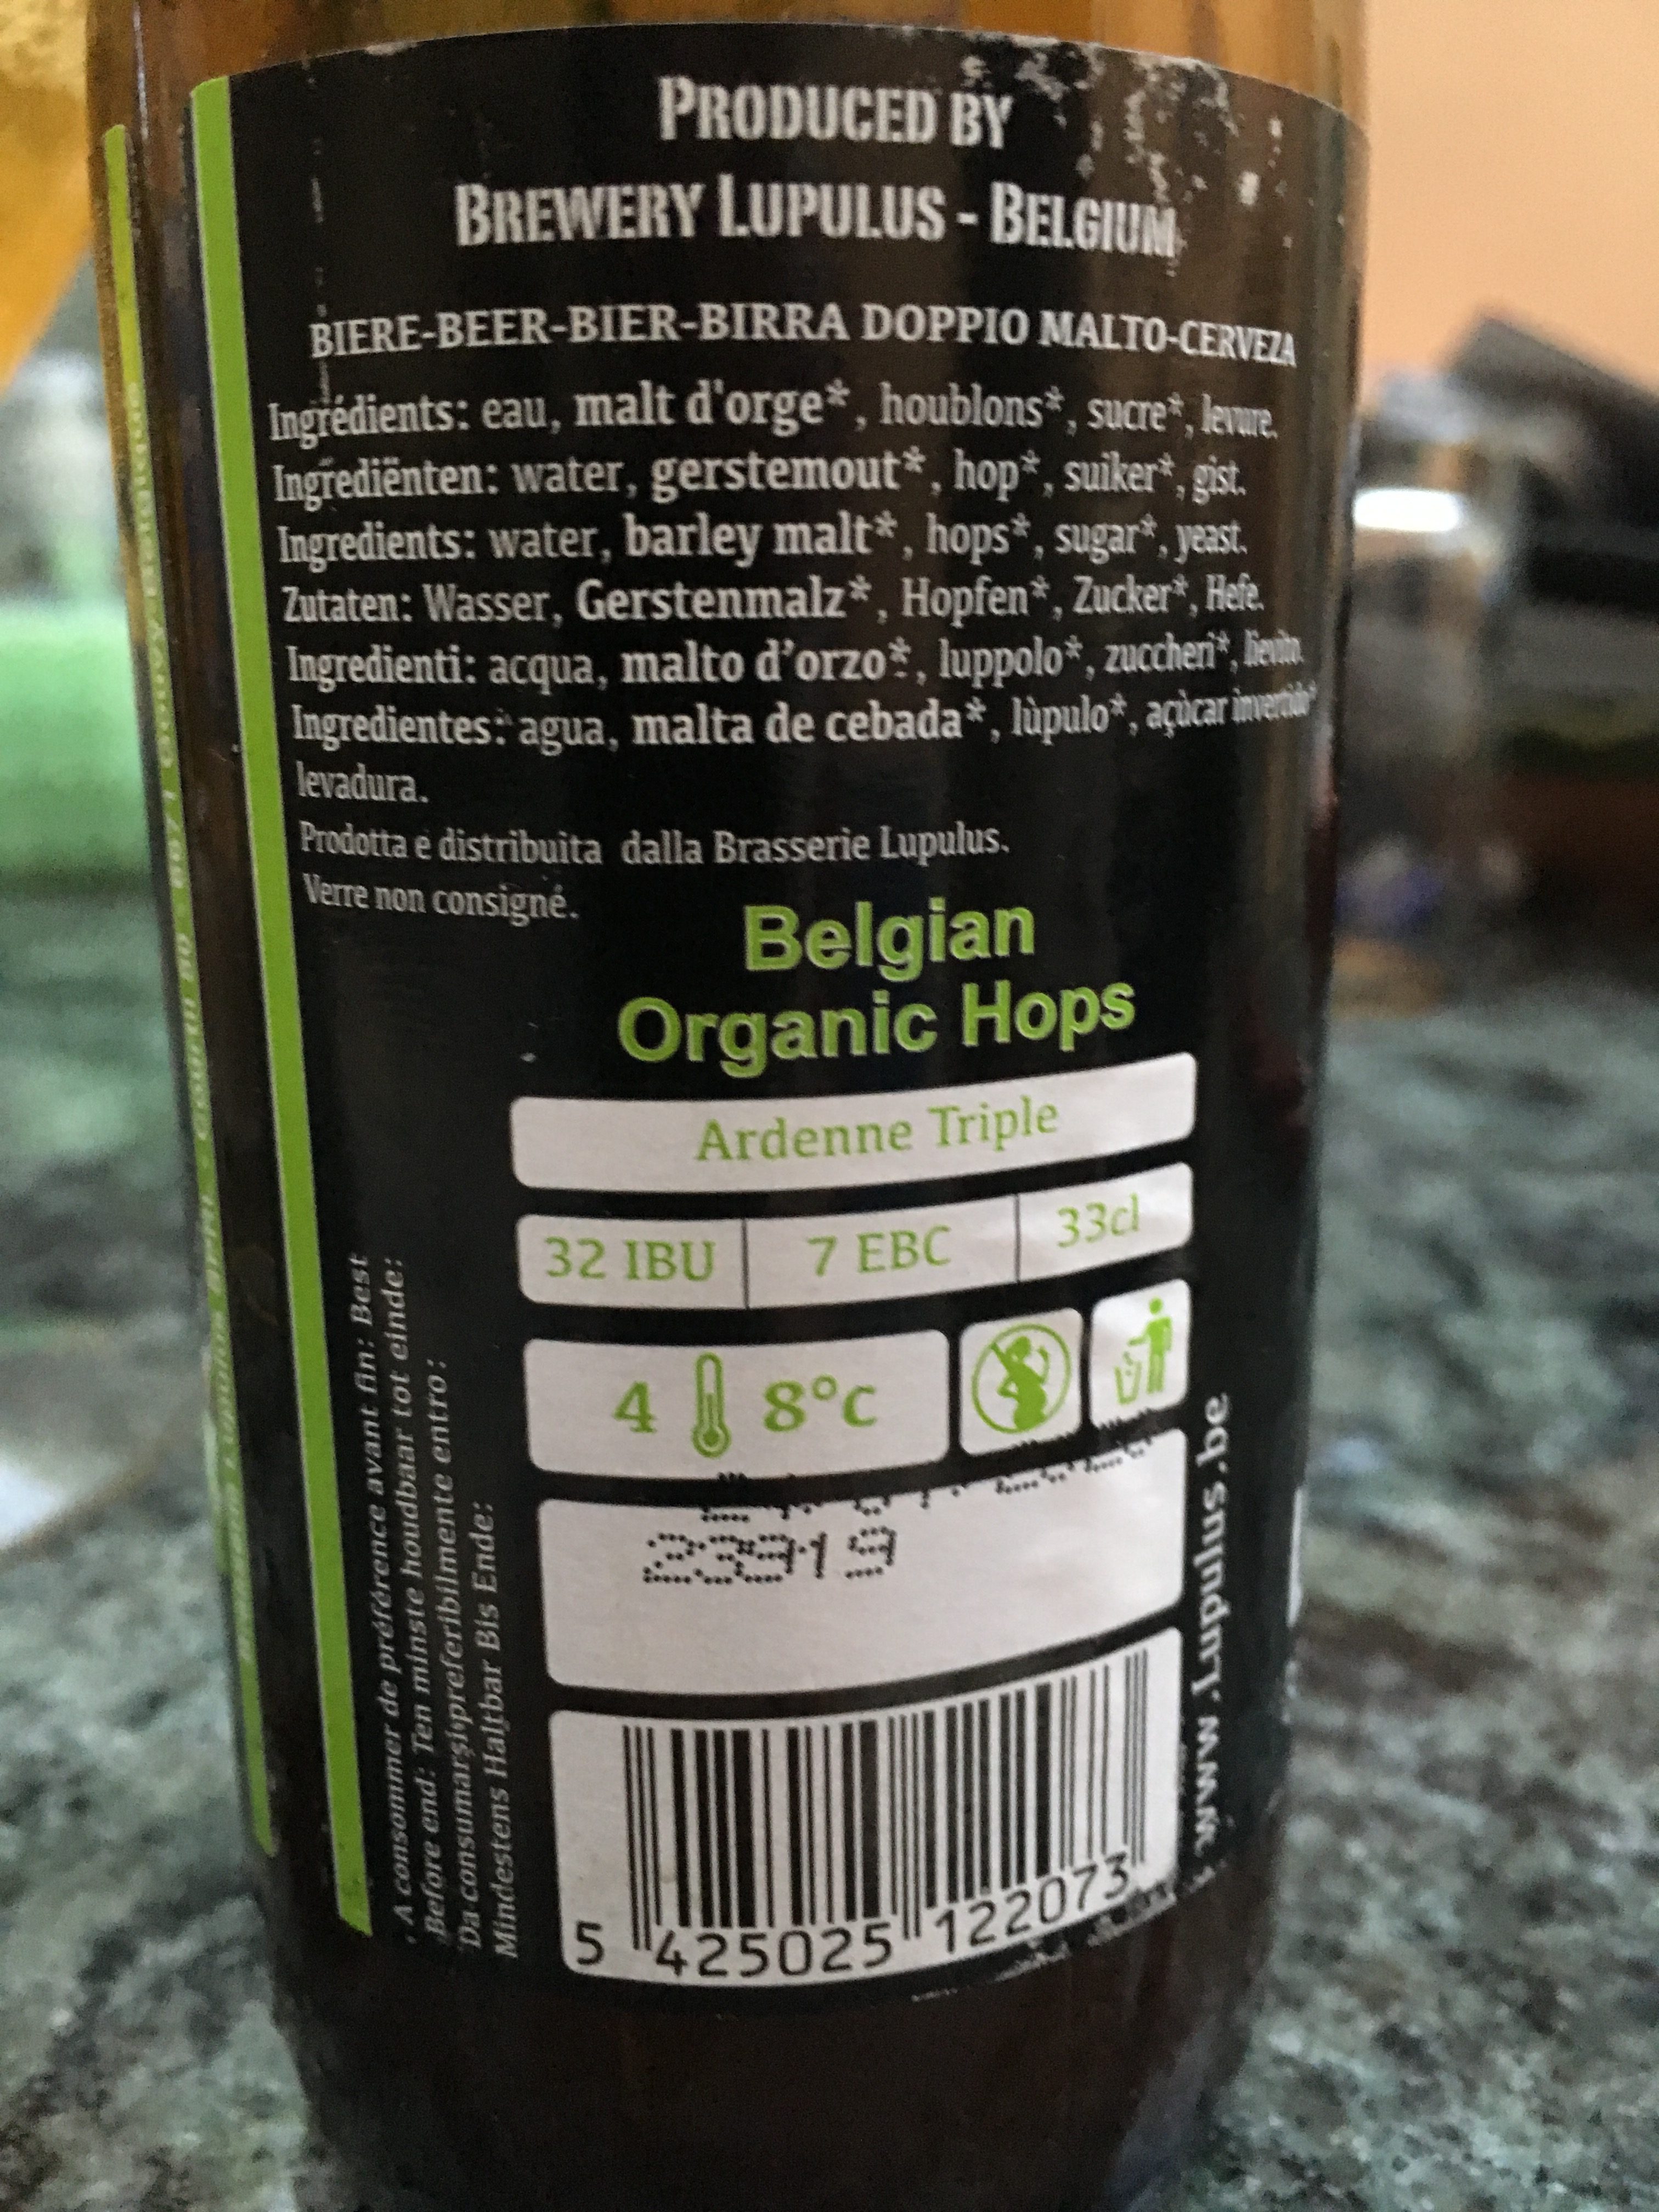 PRODUCED BY
BREWERY LUPULUS - BELGIUM
BIERE-BEER-BIER-BIRRA DOPPIO MALTO-CERVEZA
Ingrédients: eau, malt d'orge*, houblons*, sucre*, levure.
Ingrediënten: water, gerstemout*, hop*, suiker*, gist.
Ingredients: water, barley malt*, hops*, sugar*, yeast.
Zutaten: Wasser, Gerstenmalz*, Hopfen*, Zucker*, Hefe.
Ingredienti: acqua, malto d'orzo*, luppolo*, zuccheri*, lievito.
Ingredientes: agua, malta de cebada*, lùpulo*, açùcar invertido*
levadura.
Prodotta e distribuita dalla Brasserie Lupulus.
Verre non consigné.
Belgian
Organic Hops
Ardenne Triple
32 IBU 7 EBC 33cl
4 8°c
A consommer de préférence avant fin: Best
Before end: Ten minste houdbaar tot einde:
Da consumarsi preferibilmente entro:
Mindestens Haltbar Bis Ende:
www.Lupulus.be
5 425025 122073